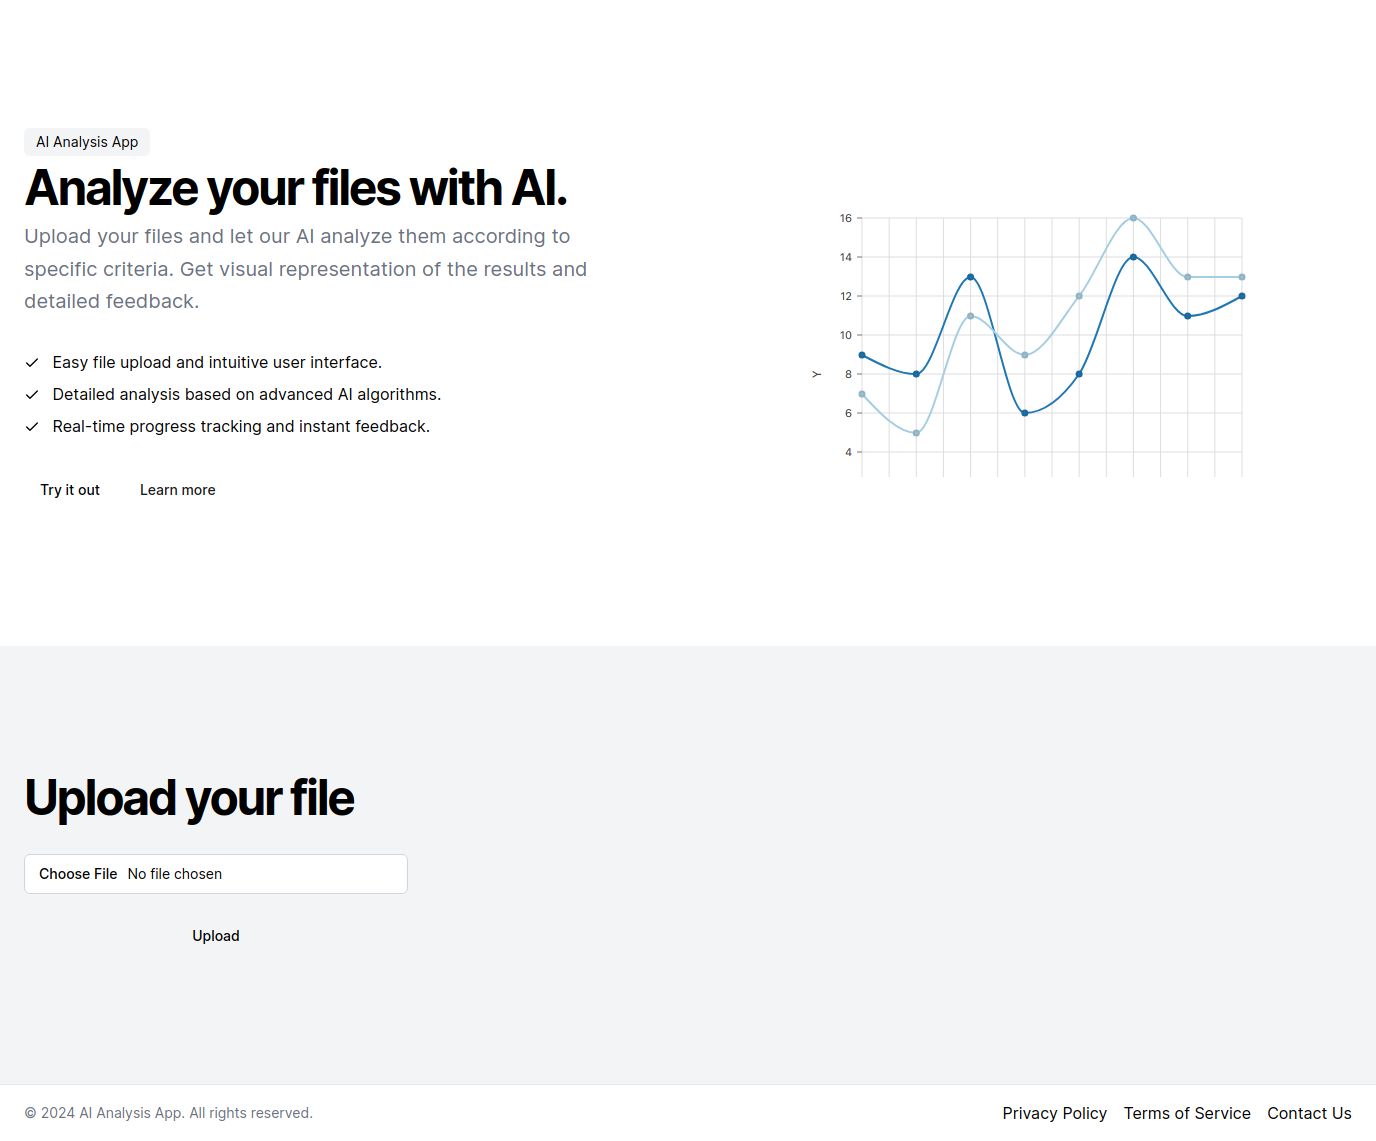 AI Analysis App
Analyze your files with AI.
Upload your files and let our AI analyze them according to
specific criteria. Get visual representation of the results and
detailed feedback.
Easy file upload and intuitive user interface.
Detailed analysis based on advanced AI algorithms.
Real-time progress tracking and instant feedback.
Try it out Learn more
16
14
12
10
8
6
4
Y
Upload your file
Choose File No file chosen
Upload
© 2024 AI Analysis App. All rights reserved.
Privacy Policy Terms of Service Contact Us